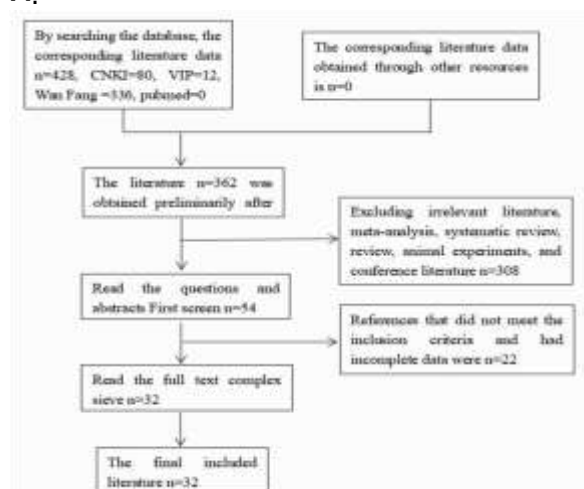 By searching the database, the
corresponding literature data
n=428, CNKI=80, VIP=12,
Wan Fang =336, pubmed=0
The corresponding literature data
obtained through other resources
is n=0
The literature n=362 was
obtained preliminarily after
Excluding irrelevant literature,
meta-analysis, systematic review,
review, animal experiments, and
conference literature n=308
Read the questions and
abstracts First screen n=54
References that did not meet the
inclusion criteria and had
incomplete data were n=22
Read the full text complex
sieve n=32
The final included
literature n=32